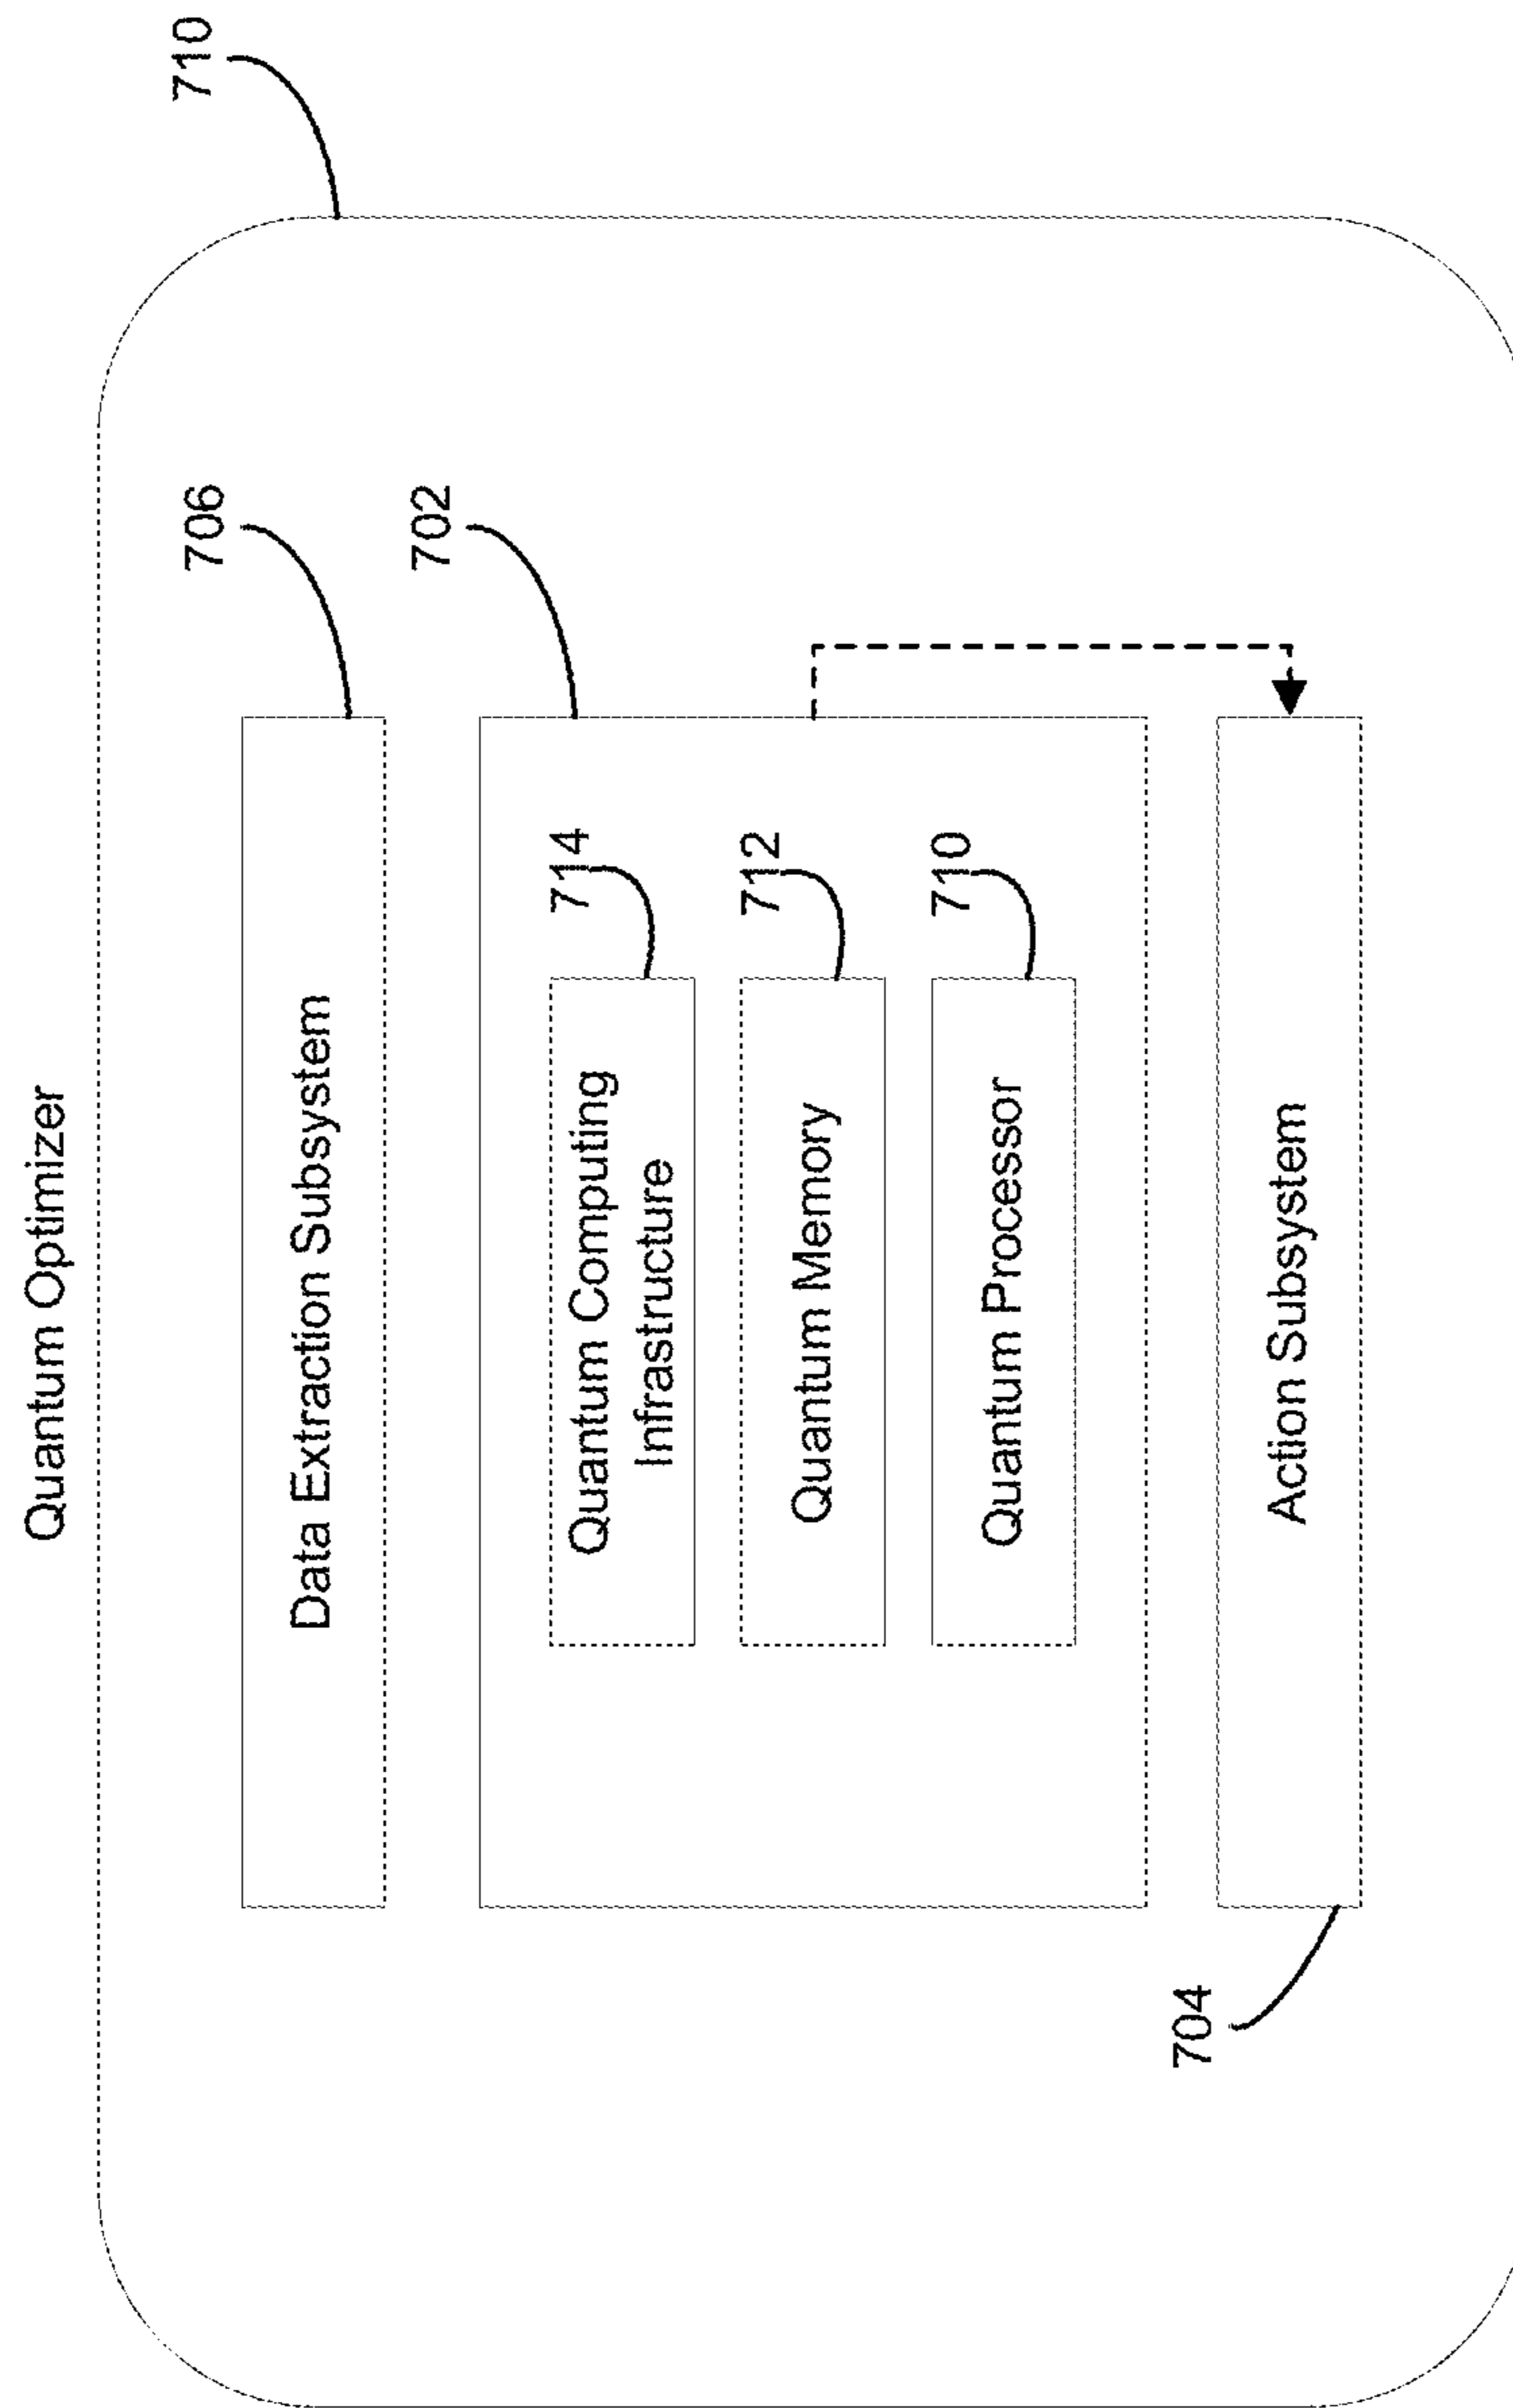 Quantum Optimizer
710
706
Data Extraction Subsystem
702
714
Quantum Computing
Infrastructure
712
Quantum Memory
710
Quantum Processor
Action Subsystem
704